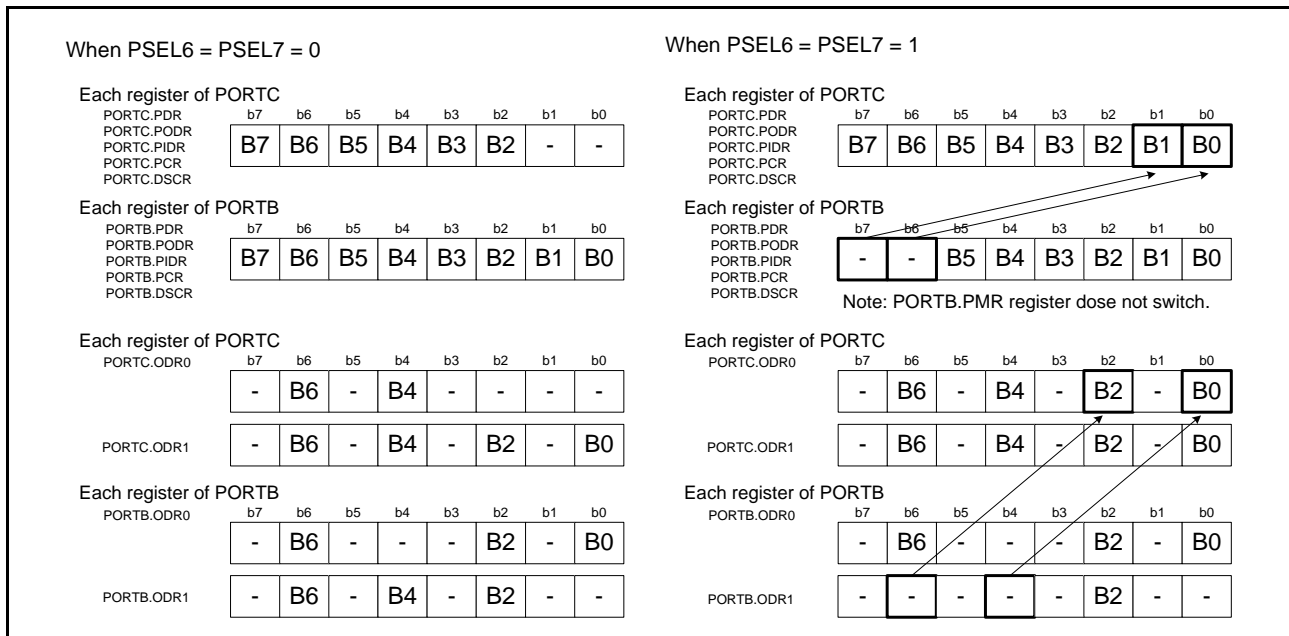 When PSEL6 = PSEL7 = 0
Each register of PORTC
PORTC.PDR
PORTC.PODR
PORTC.PIDR
PORTC.PCR
PORTC.DSCR
b7 b6 b5 b4 b3 b2 b1 b0
B7 B6 B5 B4 B3 B2 - -
Each register of PORTB
PORTB.PDR
PORTB.PODR
PORTB.PIDR
PORTB.PCR
PORTB.DSCR
b7 b6 b5 b4 b3 b2 b1 b0
B7 B6 B5 B4 B3 B2 B1 B0
Each register of PORTC
PORTC.ODR0
b7 b6 b5 b4 b3 b2 b1 b0
- B6 - B4 - - - -
PORTC.ODR1
- B6 - B4 - B2 - B0
Each register of PORTB
PORTB.ODR0
b7 b6 b5 b4 b3 b2 b1 b0
- B6 - - - B2 - B0
PORTB.ODR1
- B6 - B4 - B2 - -
When PSEL6 = PSEL7 = 1
Each register of PORTC
PORTC.PDR
PORTC.PODR
PORTC.PIDR
PORTC.PCR
PORTC.DSCR
b7 b6 b5 b4 b3 b2 b1 b0
B7 B6 B5 B4 B3 B2 B1 B0
Each register of PORTB
PORTB.PDR
PORTB.PODR
PORTB.PIDR
PORTB.PCR
PORTB.DSCR
b7 b6 b5 b4 b3 b2 b1 b0
- - B5 B4 B3 B2 B1 B0
Note: PORTB.PMR register dose not switch.
Each register of PORTC
PORTC.ODR0
b7 b6 b5 b4 b3 b2 b1 b0
- B6 - B4 - B2 - B0
PORTC.ODR1
- B6 - B4 - B2 - B0
Each register of PORTB
PORTB.ODR0
b7 b6 b5 b4 b3 b2 b1 b0
- B6 - - - B2 - B0
PORTB.ODR1
- - - - - B2 - -